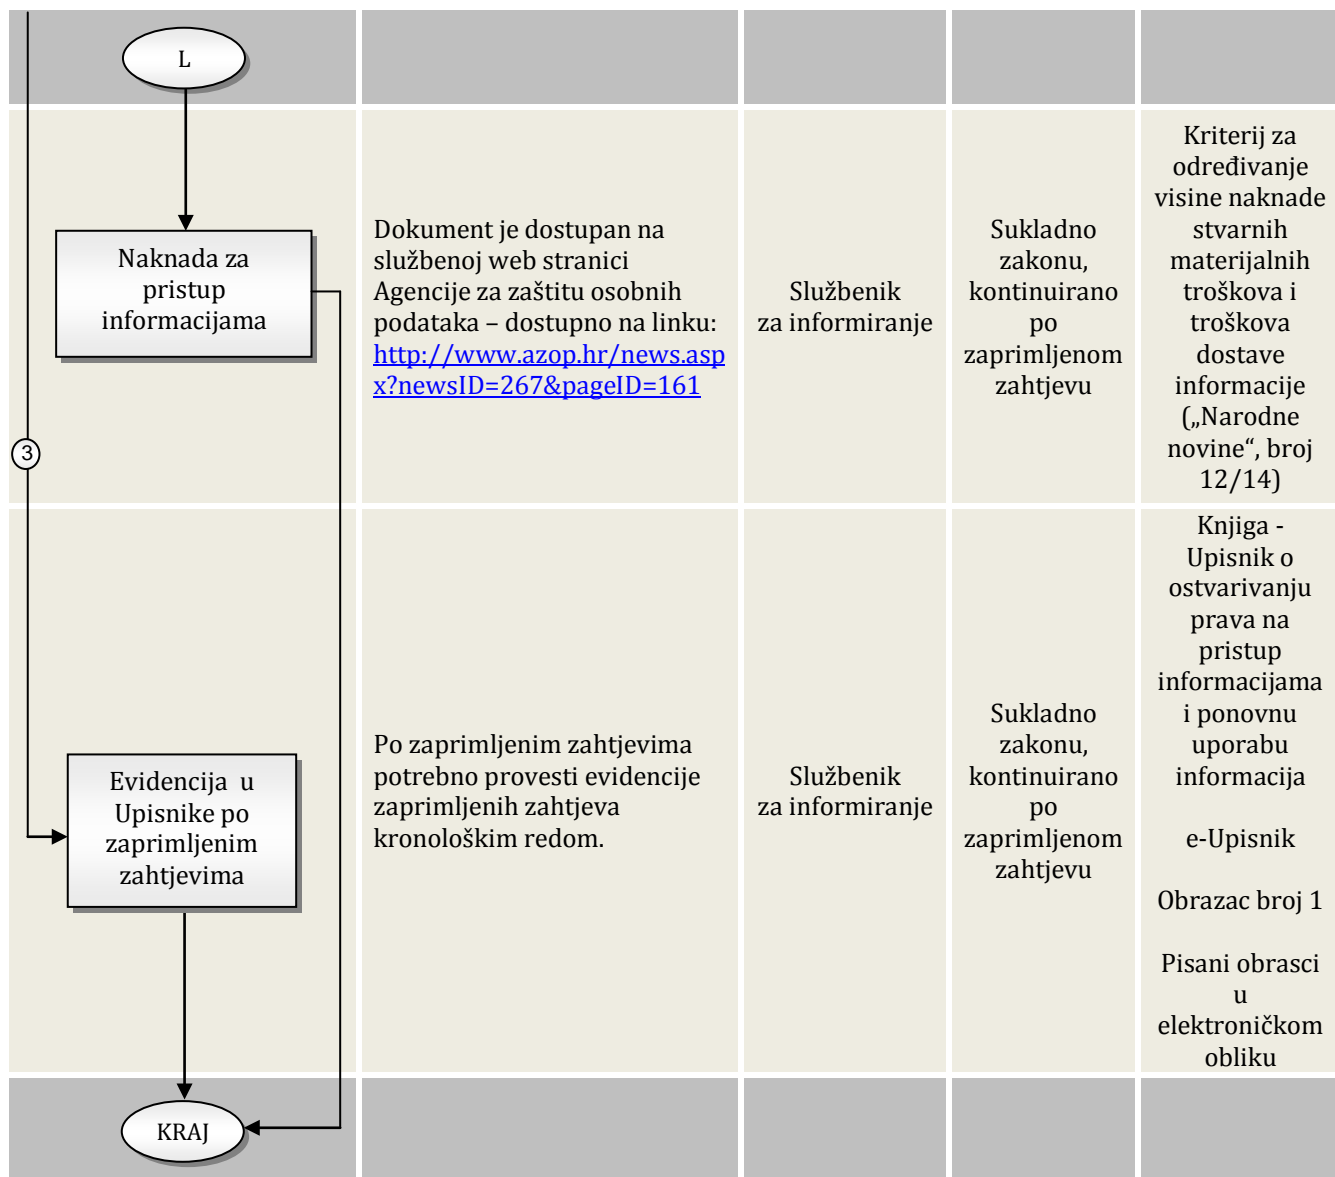 L
Naknada za
pristup
informacijama
Dokument je dostupan na
službenoj web stranici
Agencije za zaštitu osobnih
podataka – dostupno na linku:
http://www.azop.hr/news.asp
x?newsID=267&pageID=161
Službenik
za informiranje
Sukladno
zakonu,
kontinuirano
po
zaprimljenom
zahtjevu
Kriterij za
određivanje
visine naknade
stvarnih
materijalnih
troškova i
troškova
dostave
informacije
(„Narodne
novine“, broj
12/14)
3
Evidencija u
Upisnike po
zaprimljenim
zahtjevima
Po zaprimljenim zahtjevima
potrebno provesti evidencije
zaprimljenih zahtjeva
kronološkim redom.
Službenik
za informiranje
Sukladno
zakonu,
kontinuirano
po
zaprimljenom
zahtjevu
Knjiga -
Upisnik o
ostvarivanju
prava na
pristup
informacijama
i ponovnu
uporabu
informacija
e-Upisnik
Obrazac broj 1
Pisani obrasci
u
elektroničkom
obliku
KRAJ